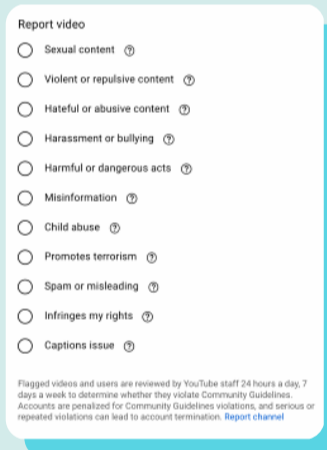 Report video
Sexual content
Violent or repulsive content
Hateful or abusive content
Harassment or bullying
Harmful or dangerous acts
Misinformation
Child abuse
Promotes terrorism
Spam or misleading
Infringes my rights
Captions issue
Flagged videos and users are reviewed by YouTube staff 24 hours a day, 7
days a week to determine whether they violate Community Guidelines.
Accounts are penalized for Community Guidelines violations, and serious or
repeated violations can lead to account termination. Report channel